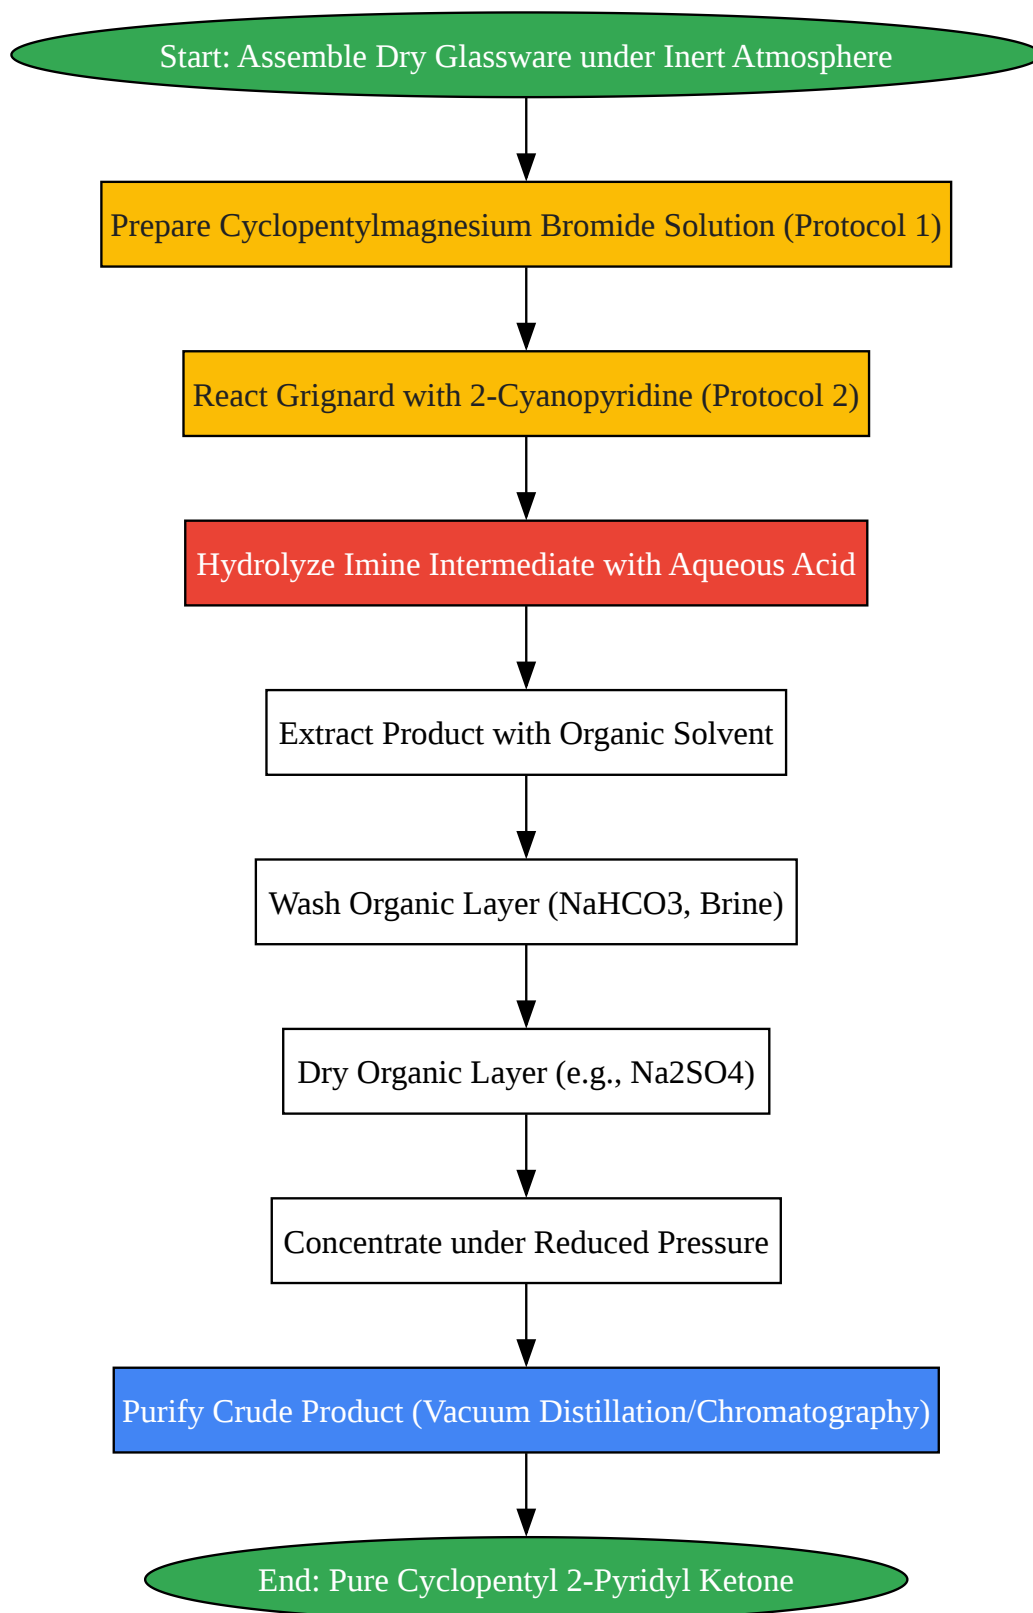 Start: Assemble Dry Glassware under Inert Atmosphere
Prepare Cyclopentylmagnesium Bromide Solution (Protocol 1)
React Grignard with 2-Cyanopyridine (Protocol 2)
Hydrolyze Imine Intermediate with Aqueous Acid
Extract Product with Organic Solvent
Wash Organic Layer (NaHCO3, Brine)
Dry Organic Layer (e.g., Na2SO4)
Concentrate under Reduced Pressure
Purify Crude Product (Vacuum Distillation/Chromatography)
End: Pure Cyclopentyl 2-Pyridyl Ketone